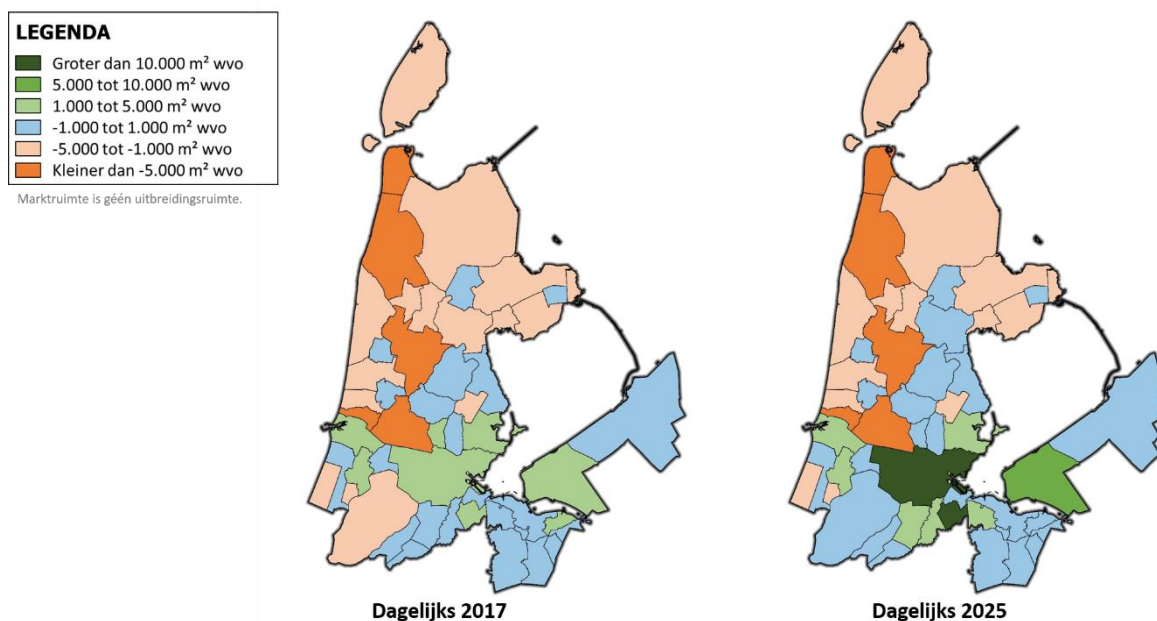 LEGENDA
Groter dan 10.000 m² wvo
5.000 tot 10.000 m² wvo
1.000 tot 5.000 m² wvo
-1.000 tot 1.000 m² wvo
-5.000 tot -1.000 m² wvo
Kleiner dan -5.000 m² wvo
Marktruimte is géén uitbreidingsruimte.
Dagelijks 2017
Dagelijks 2025